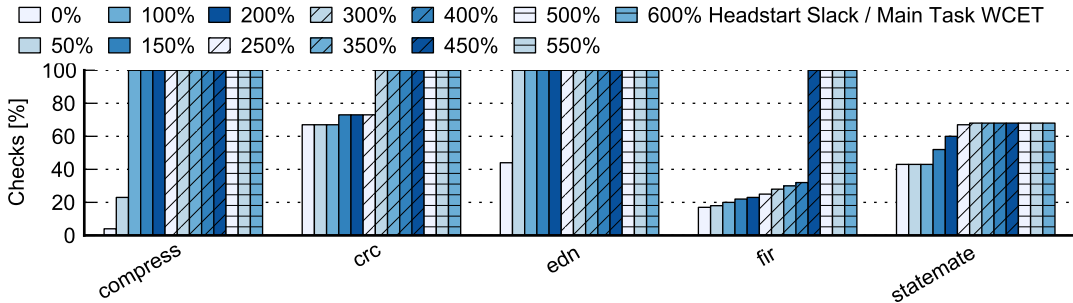 0% 100% 200% 300% 400% 500% 600% Headstart Slack / Main Task WCET
50% 150% 250% 350% 450% 550%
Checks [%]
100
80
60
40
20
0
compress crc edn fir statemate